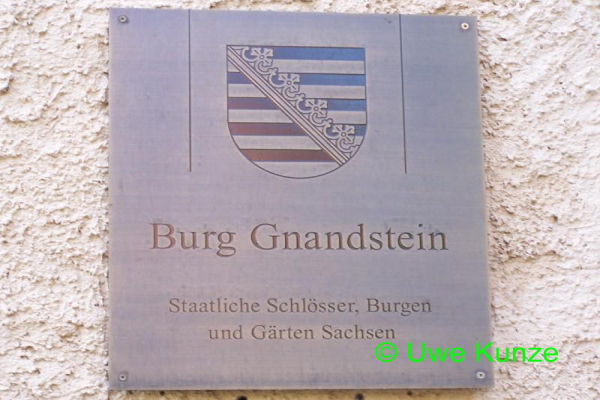 Burg Gnandstein
Staatliche Schlösser, Burgen
und Gärten Sachsen
© Uwe Kunze